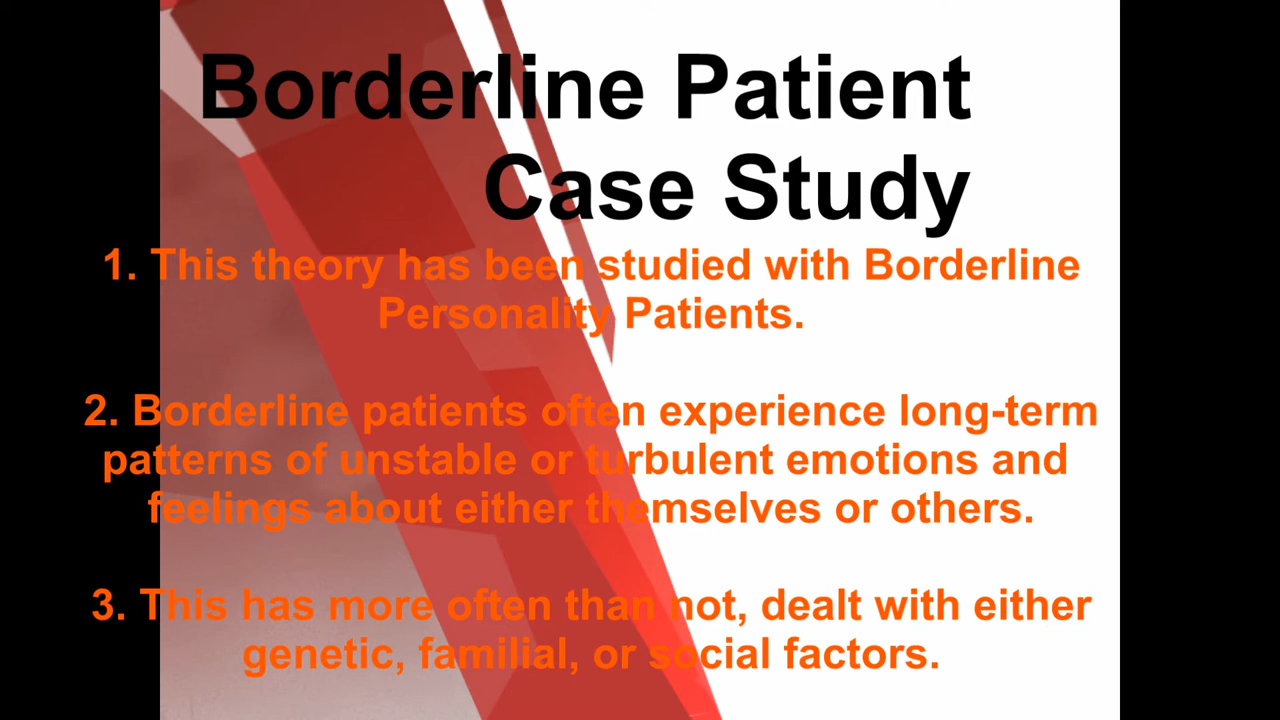 Borderline Patient
Case Study
1. This theory has been studied with Borderline
Personality Patients.
2. Borderline patients often experience long-term
patterns of unstable or turbulent emotions and
feelings about either themselves or others.
3. This has more often than not, dealt with either
genetic, familial, or social factors.